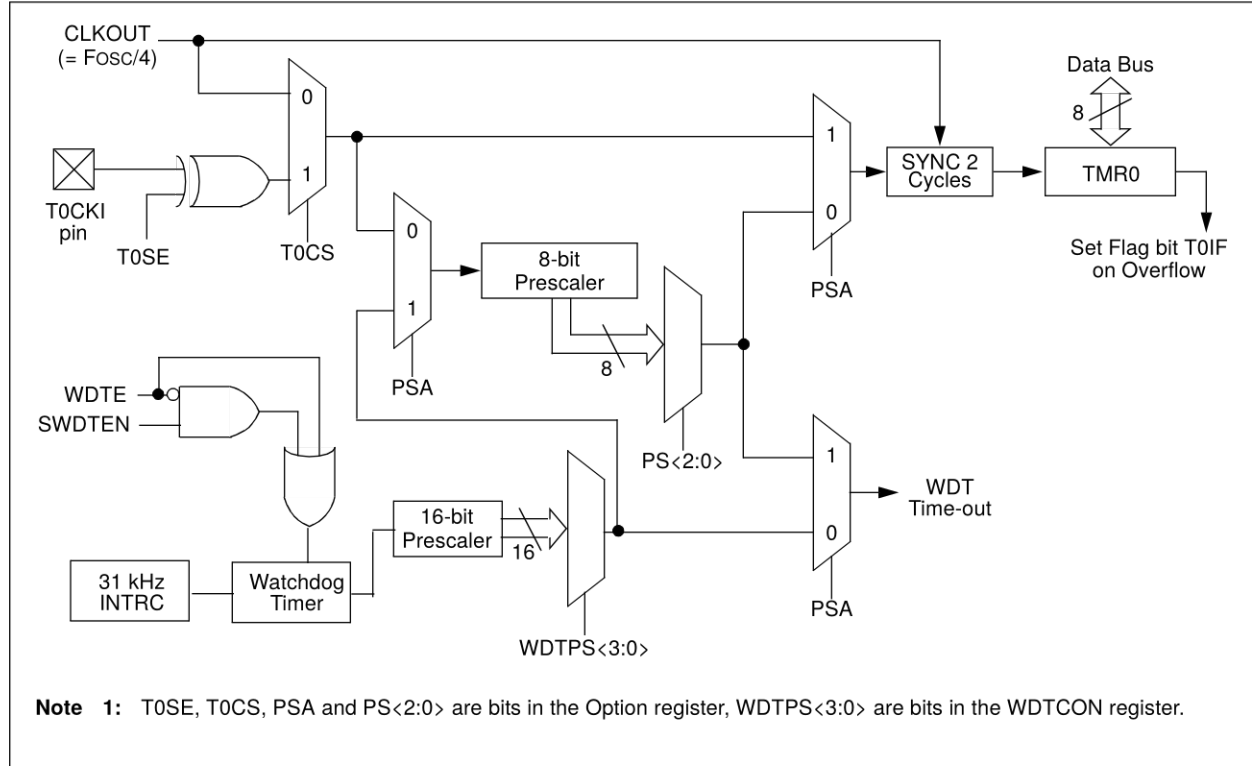 CLKOUT
(= FOSC/4)
0
1
T0CKI
pin
T0SE
T0CS
0
1
PSA
8-bit
Prescaler
8
PS<2:0>
1
0
PSA
SYNC 2
Cycles
Data Bus
8
TMR0
Set Flag bit T0IF
on Overflow
WDTE
SWDTEN
31 kHz
INTRC
Watchdog
Timer
16-bit
Prescaler
16
WDTPS<3:0>
1
0
PSA
WDT
Time-out
Note 1: T0SE, T0CS, PSA and PS<2:0> are bits in the Option register, WDTPS<3:0> are bits in the WDTCON register.